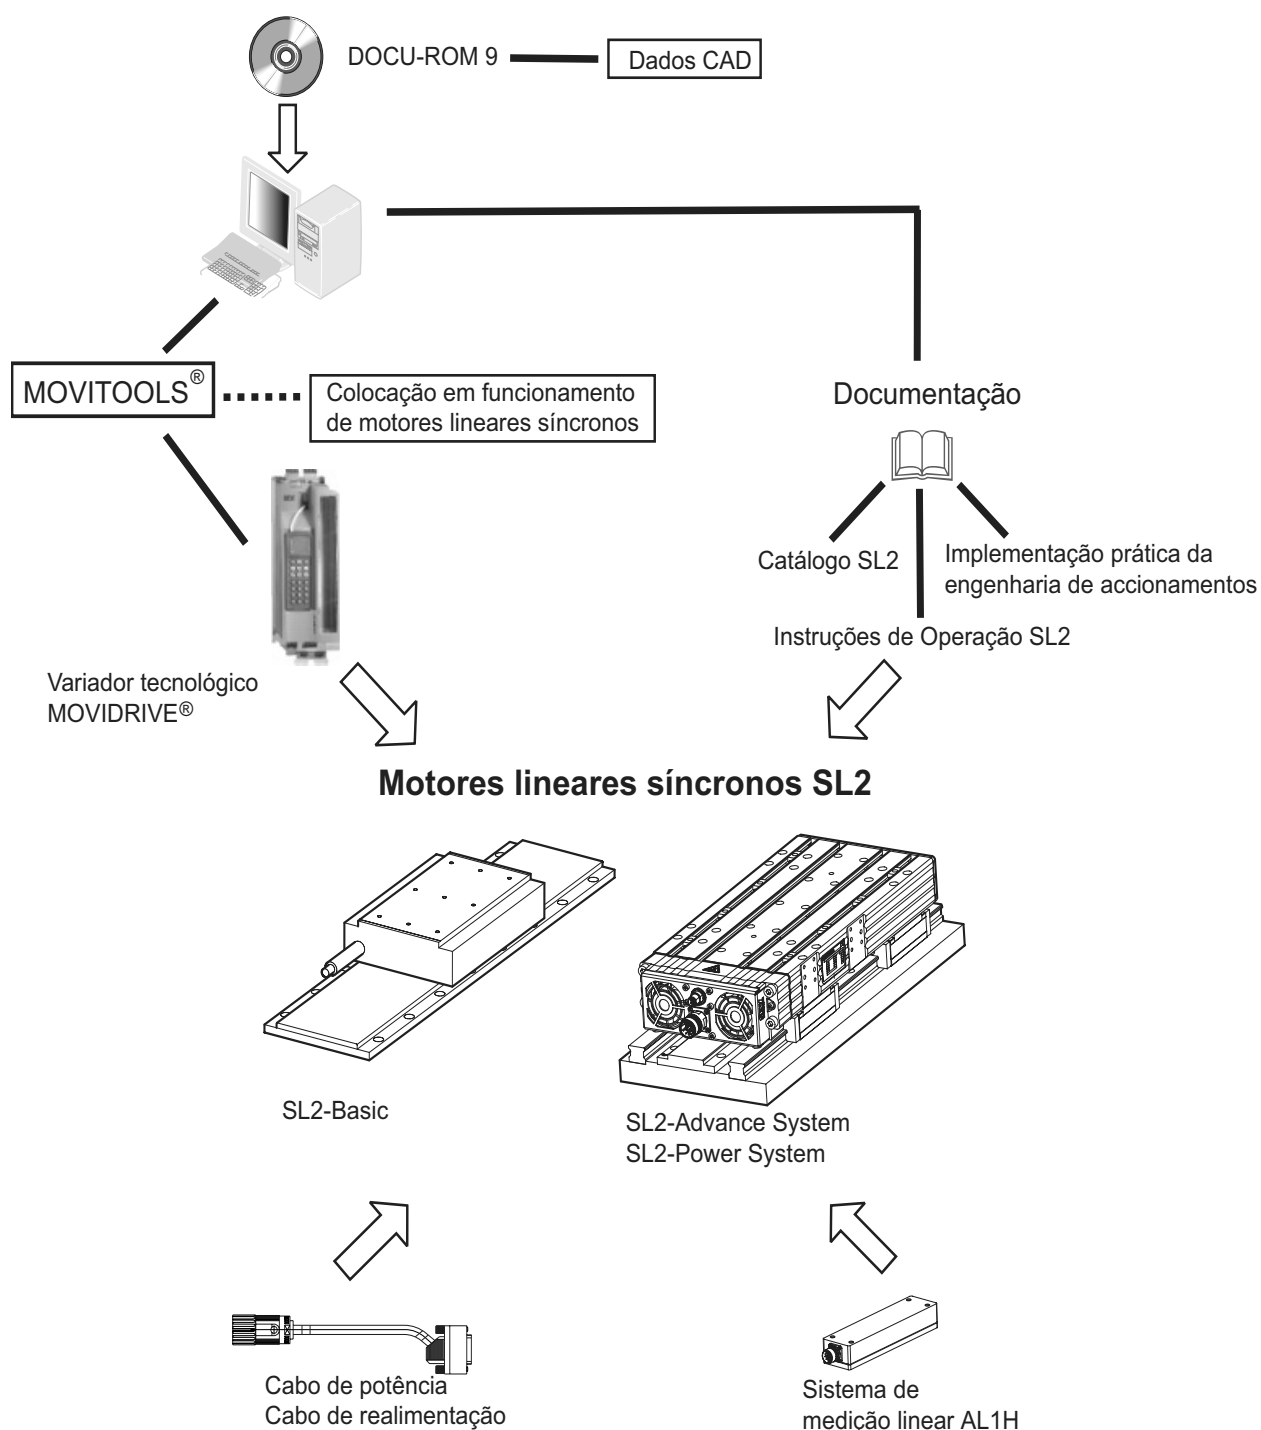 DOCU-ROM 9
Dados CAD
MOVITOOLS®
Colocação em funcionamento
de motores lineares síncronos
Documentação
Catálogo SL2
Implementação prática da
engenharia de accionamentos
Instruções de Operação SL2
Variador tecnológico
MOVIDRIVE®
Motores lineares síncronos SL2
SL2-Basic
SL2-Advance System
SL2-Power System
Cabo de potência
Cabo de realimentação
Sistema de
medição linear AL1H